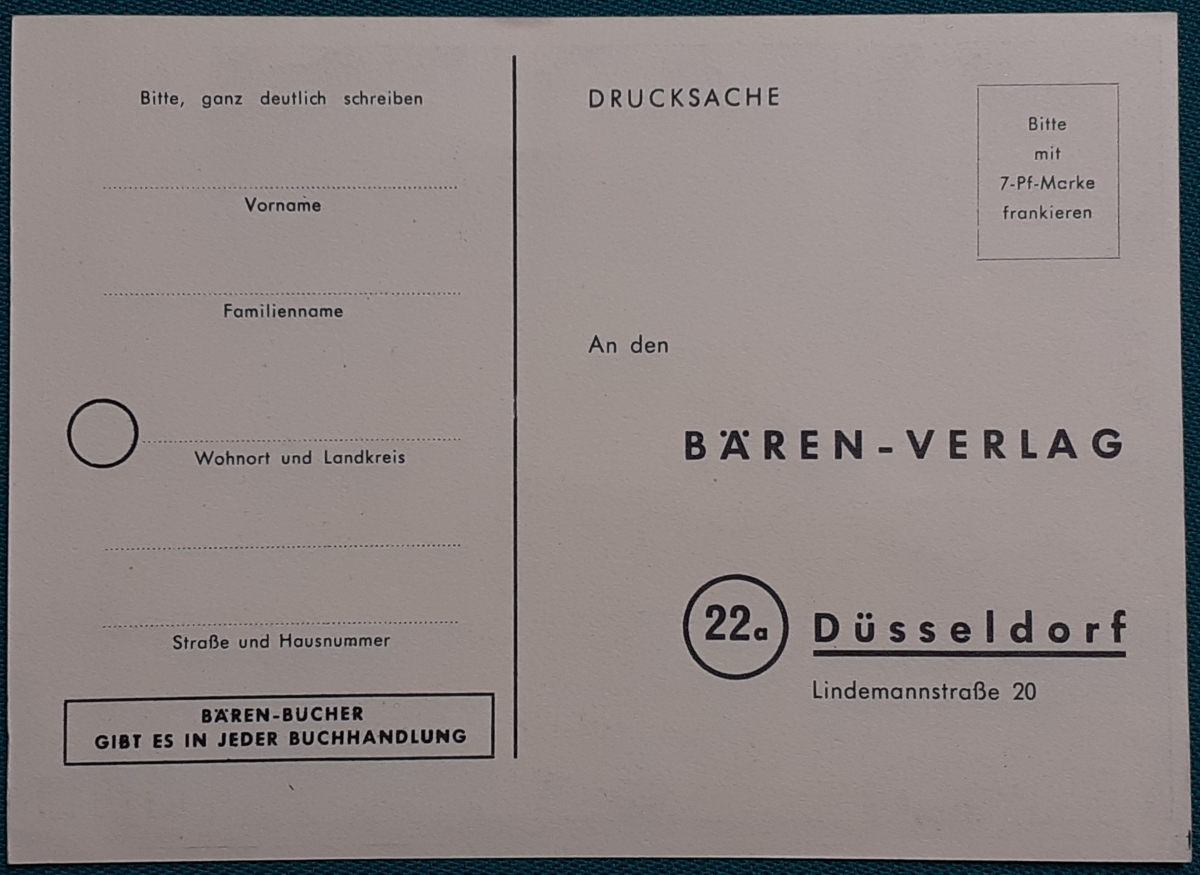 Bitte, ganz deutlich schreiben
Vorname
Familienname
Wohnort und Landkreis
Straße und Hausnummer
BÄREN-BUCHER
GIBT ES IN JEDER BUCHHANDLUNG
DRUCKSACHE
Bitte
mit
7-Pf-Marke
frankieren
An den
BÄREN-VERLAG
22a Düsseldorf
Lindemannstraße 20